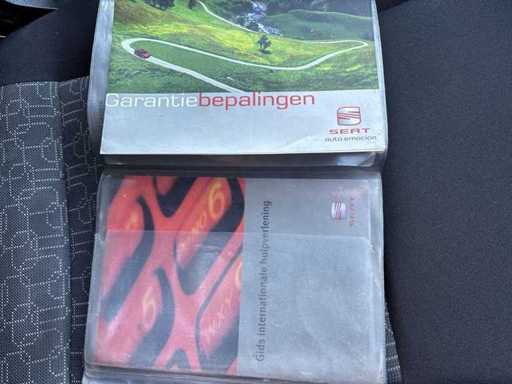 Garantiebepalingen
SEAT
auto emoción
Gids internationale hulpverlening
SEAT